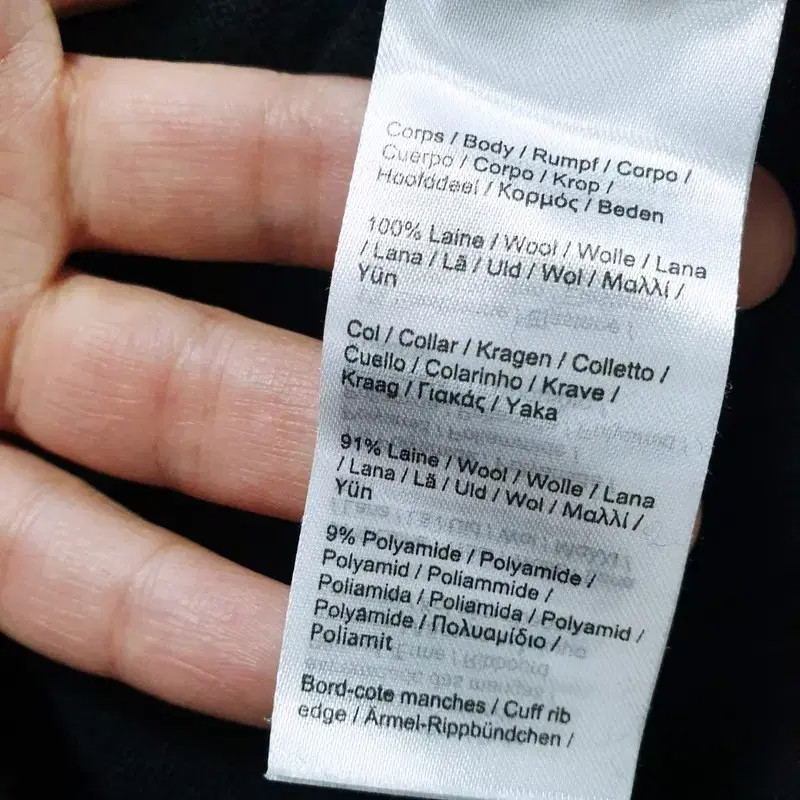 Corps / Body / Rumpf / Corpo /
Cuerpo / Corpo / Krop /
Hoofddeel / Κορμός / Beden
100% Laine / Wool / Wolle / Lana
/ Lana / Lã / Uld / Wol / Μαλλί /
Yün
Col / Collar / Kragen / Colletto /
Cuello / Colarinho / Krave /
Kraag / Γιακάς / Yaka
91% Laine / Wool / Wolle / Lana
/ Lana / Lã / Uld / Wol / Μαλλί /
Yün
9% Polyamide / Polyamide /
Polyamid / Poliammide /
Poliamida / Poliamida / Polyamid /
Polyamide / Πολυαμίδιο /
Poliamit
Bord-cote manches / Cuff rib
edge / Ärmel-Rippbündchen /